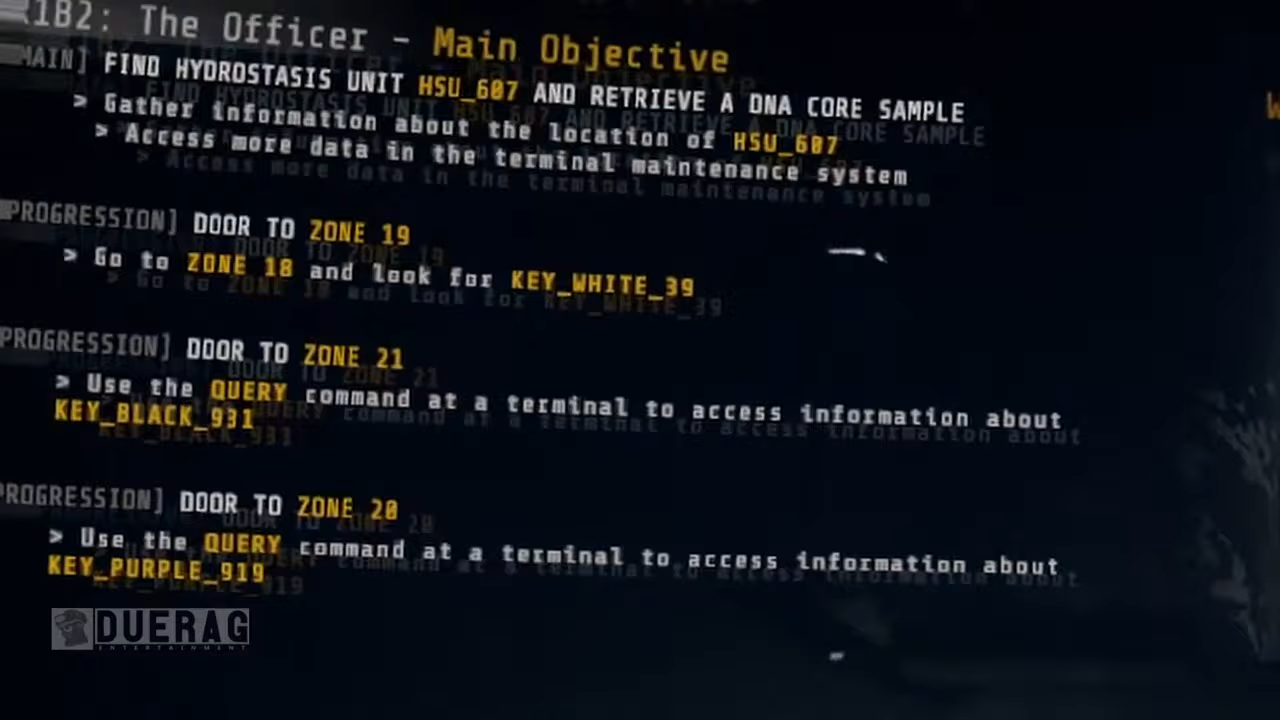 R1B2: The Officer - Main Objective
MAIN] FIND HYDROSTASIS UNIT HSU_607 AND RETRIEVE A DNA CORE SAMPLE
> Gather information about the location of HSU_607
> Access more data in the terminal maintenance system
PROGRESSION] DOOR TO ZONE 19
> Go to ZONE 18 and look for KEY_WHITE_39
PROGRESSION] DOOR TO ZONE 21
> Use the QUERY command at a terminal to access information about
KEY_BLACK_931
PROGRESSION] DOOR TO ZONE 20
> Use the QUERY command at a terminal to access information about
KEY_PURPLE_919
DUERAG
ENTERTAINMENT